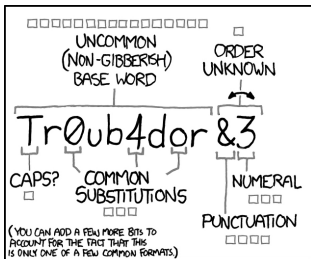 UNCOMMON
(NON-GIBBERISH)
BASE WORD
ORDER
UNKNOWN
Tr0ub4dor &3
CAPS?
COMMON
SUBSTITUTIONS
NUMERAL
PUNCTUATION
(YOU CAN ADD A FEW MORE BITS TO
ACCOUNT FOR THE FACT THAT THIS
IS ONLY ONE OF A FEW COMMON FORMATS.)